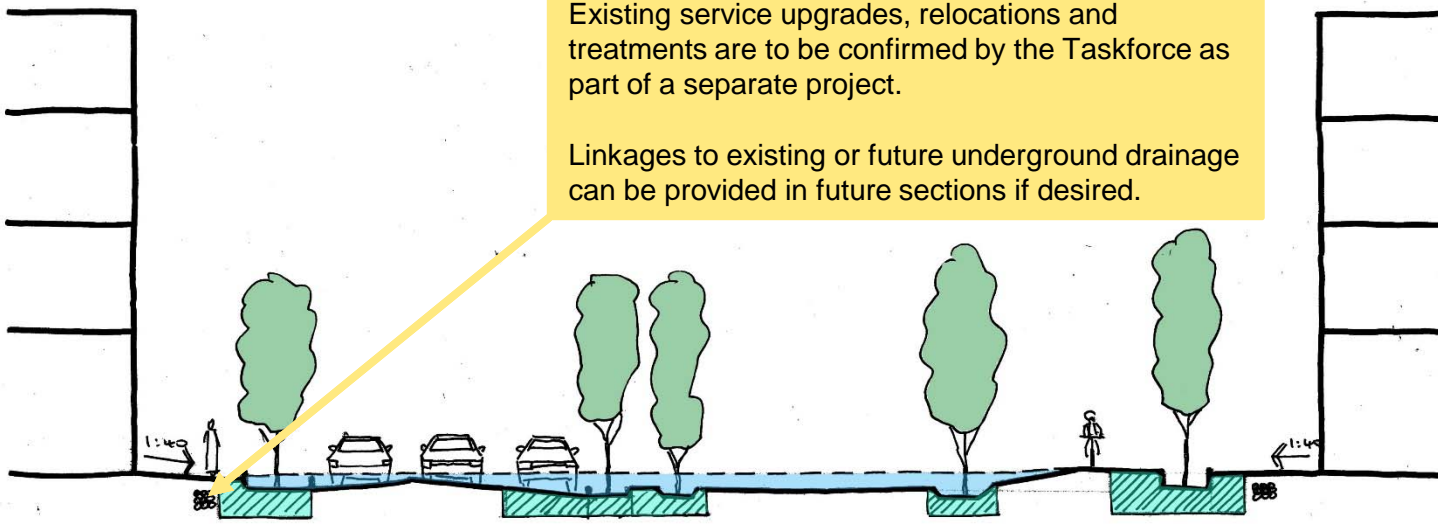 Existing service upgrades, relocations and
treatments are to be confirmed by the Taskforce as
part of a separate project.
Linkages to existing or future underground drainage
can be provided in future sections if desired.
1:40
1:40